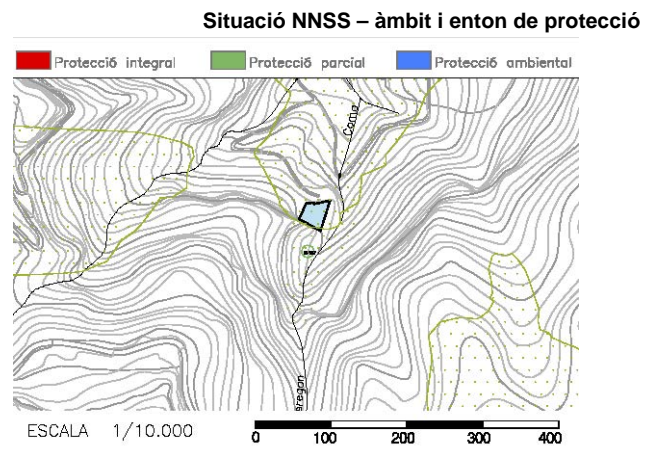 Situació NNSS – àmbit i enton de protecció
Protecció integral Protecció parcial Protecció ambiental
Coma
ESCALA 1/10.000
0 100 200 300 400